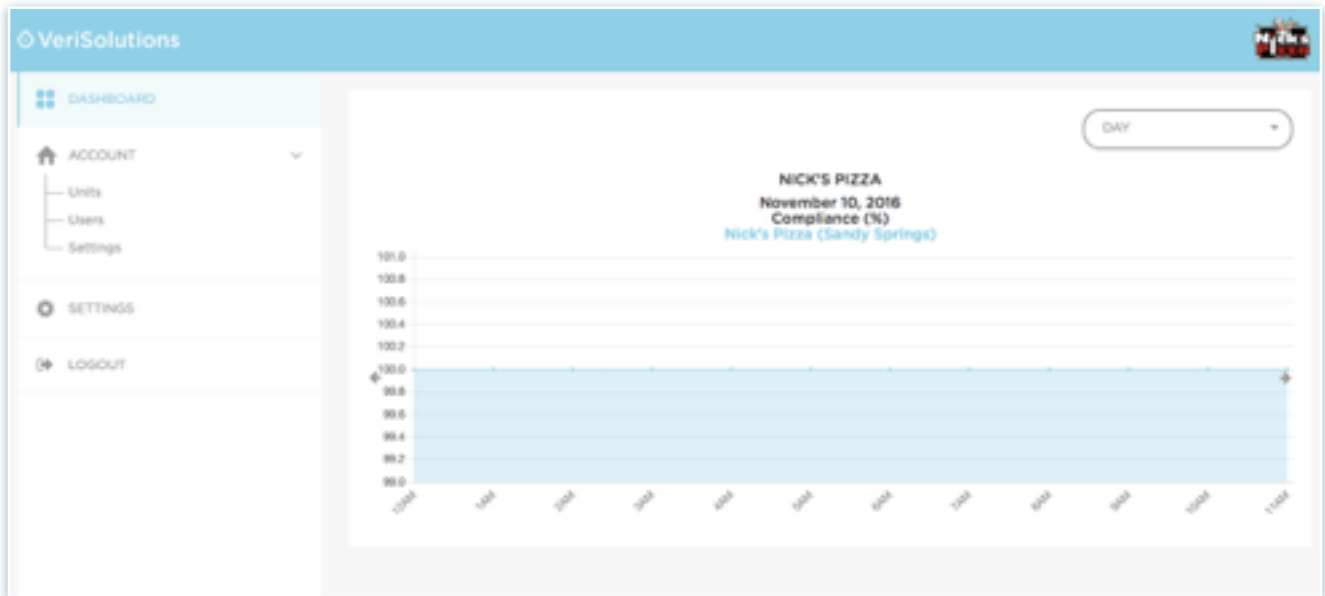 VeriSolutions
Nick's
Pizza
DASHBOARD
ACCOUNT
Units
Users
Settings
SETTINGS
LOGOUT
DAY
NICK'S PIZZA
November 10, 2016
Compliance (%)
Nick's Pizza (Sandy Springs)
101.0
100.8
100.6
100.4
100.2
100.0
99.8
99.6
99.4
99.2
99.0
12AM 1AM 2AM 3AM 4AM 5AM 6AM 7AM 8AM 9AM 10AM 11AM